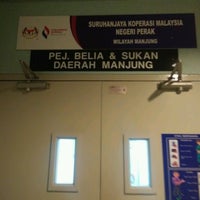 SURUHANJAYA KOPERASI MALAYSIA
NEGERI PERAK
WILAYAH MANJUNG
PEJ. BELIA & SUKAN
DAERAH MANJUNG